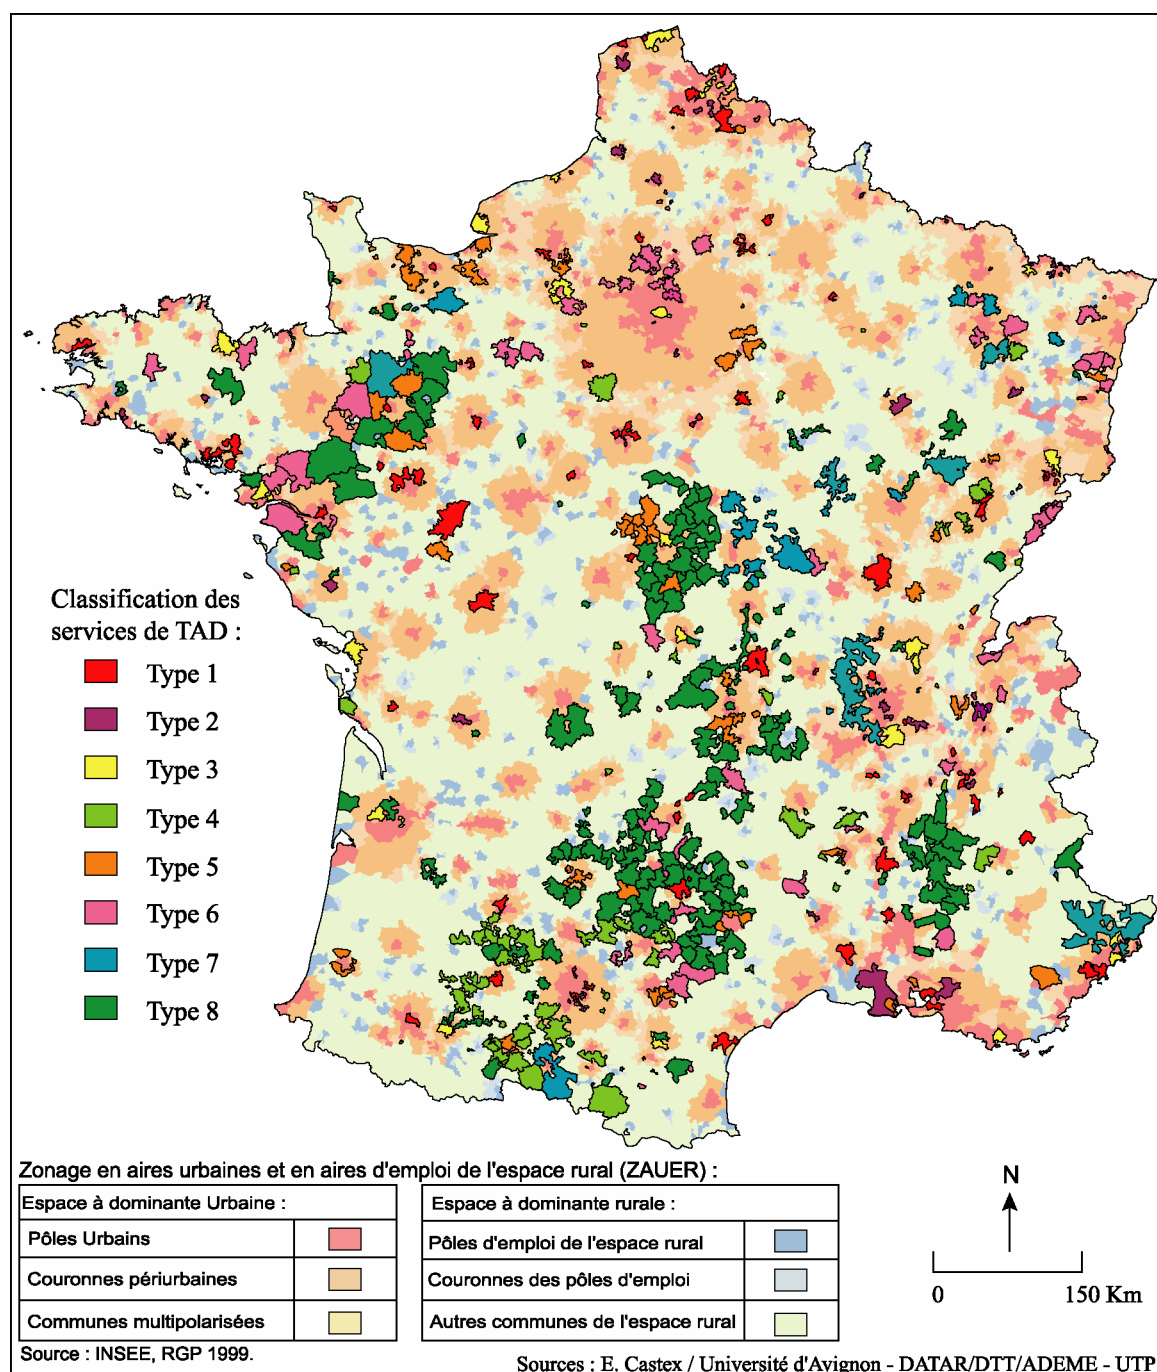 Classification des
services de TAD :
Type 1
Type 2
Type 3
Type 4
Type 5
Type 6
Type 7
Type 8
Zonage en aires urbaines et en aires d'emploi de l'espace rural (ZAUER) :
Espace à dominante Urbaine :
Pôles Urbains
Couronnes périurbaines
Communes multipolarisées
Espace à dominante rurale :
Pôles d'emploi de l'espace rural
Couronnes des pôles d'emploi
Autres communes de l'espace rural
N
0 150 Km
Source : INSEE, RGP 1999.
Sources : E. Castex / Université d'Avignon - DATAR/DTT/ADEME - UTP